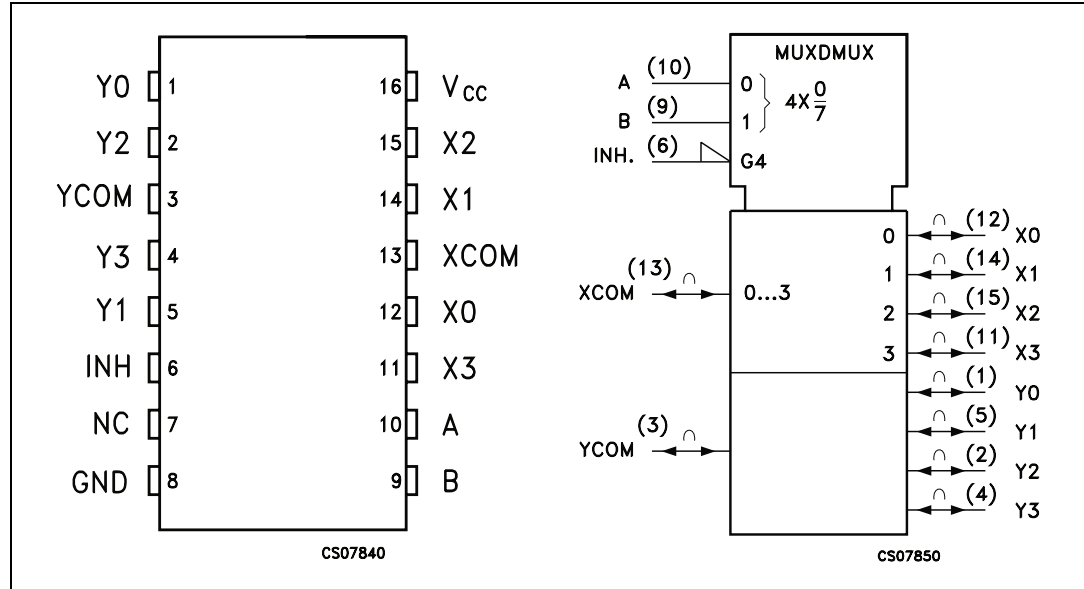 Y0 1 16 VCC
Y2 2 15 X2
YCOM 3 14 X1
Y3 4 13 XCOM
Y1 5 12 X0
INH 6 11 X3
NC 7 10 A
GND 8 9 B
CS07840
MUXDMUX
A (10) 0
4X 0/7
B (9) 1
INH. (6) G4
0 ∩ (12) X0
XCOM (13) ∩ 0...3
1 ∩ (14) X1
2 ∩ (15) X2
3 ∩ (11) X3
∩ (1) Y0
YCOM (3) ∩
∩ (5) Y1
∩ (2) Y2
∩ (4) Y3
CS07850